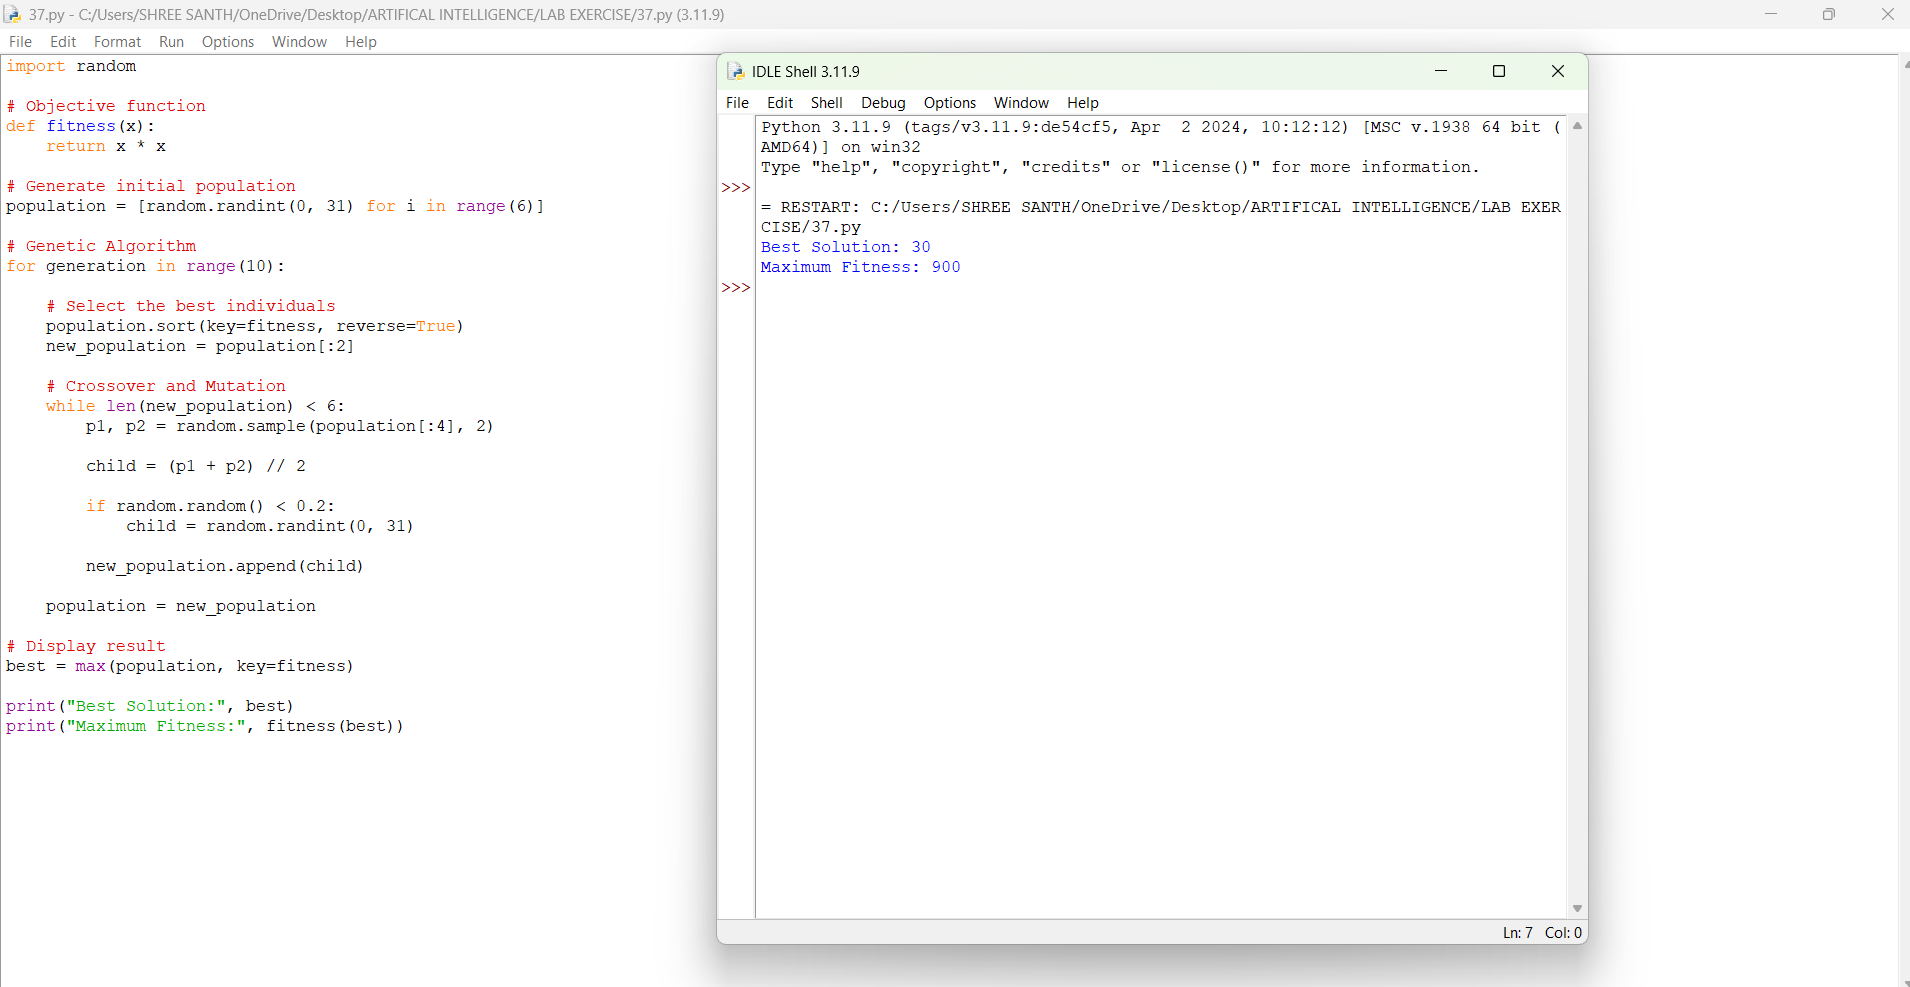 37.py - C:/Users/SHREE SANTH/OneDrive/Desktop/ARTIFICAL INTELLIGENCE/LAB EXERCISE/37.py (3.11.9)
File Edit Format Run Options Window Help
import random

# Objective function
def fitness(x):
    return x * x

# Generate initial population
population = [random.randint(0, 31) for i in range(6)]

# Genetic Algorithm
for generation in range(10):

    # Select the best individuals
    population.sort(key=fitness, reverse=True)
    new_population = population[:2]

    # Crossover and Mutation
    while len(new_population) < 6:
        p1, p2 = random.sample(population[:4], 2)

        child = (p1 + p2) // 2

        if random.random() < 0.2:
            child = random.randint(0, 31)

        new_population.append(child)

    population = new_population

# Display result
best = max(population, key=fitness)

print("Best Solution:", best)
print("Maximum Fitness:", fitness(best))
IDLE Shell 3.11.9
File Edit Shell Debug Options Window Help
Python 3.11.9 (tags/v3.11.9:de54cf5, Apr  2 2024, 10:12:12) [MSC v.1938 64 bit (
AMD64)] on win32
Type "help", "copyright", "credits" or "license()" for more information.
>>>
= RESTART: C:/Users/SHREE SANTH/OneDrive/Desktop/ARTIFICAL INTELLIGENCE/LAB EXER
CISE/37.py
Best Solution: 30
Maximum Fitness: 900
>>>
Ln: 7 Col: 0